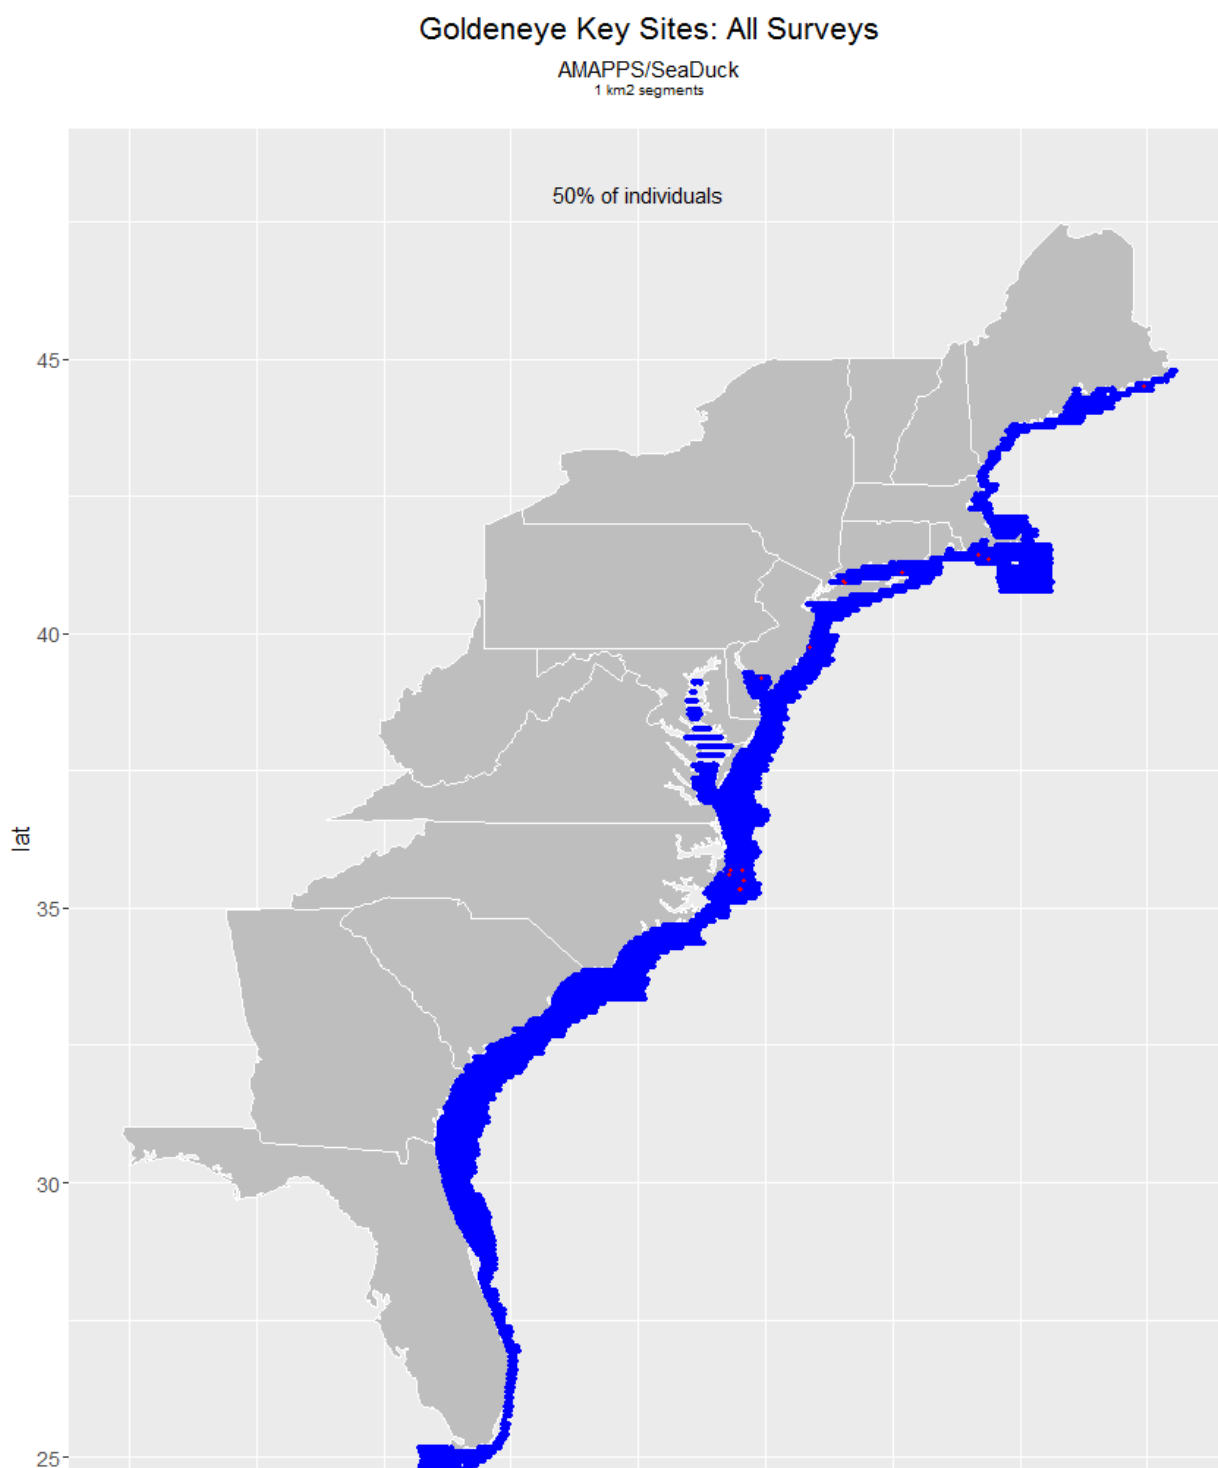 Goldeneye Key Sites: All Surveys
AMAPPS/SeaDuck
1 km2 segments
50% of individuals
45
40
lat
35
30
25